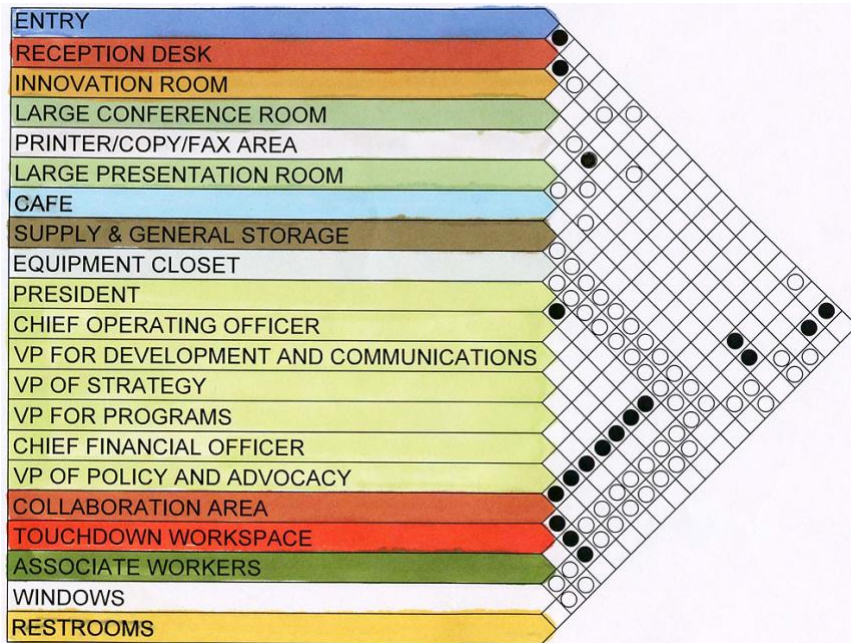 ENTRY
RECEPTION DESK
INNOVATION ROOM
LARGE CONFERENCE ROOM
PRINTER/COPY/FAX AREA
LARGE PRESENTATION ROOM
CAFE
SUPPLY & GENERAL STORAGE
EQUIPMENT CLOSET
PRESIDENT
CHIEF OPERATING OFFICER
VP FOR DEVELOPMENT AND COMMUNICATIONS
VP OF STRATEGY
VP FOR PROGRAMS
CHIEF FINANCIAL OFFICER
VP OF POLICY AND ADVOCACY
COLLABORATION AREA
TOUCHDOWN WORKSPACE
ASSOCIATE WORKERS
WINDOWS
RESTROOMS